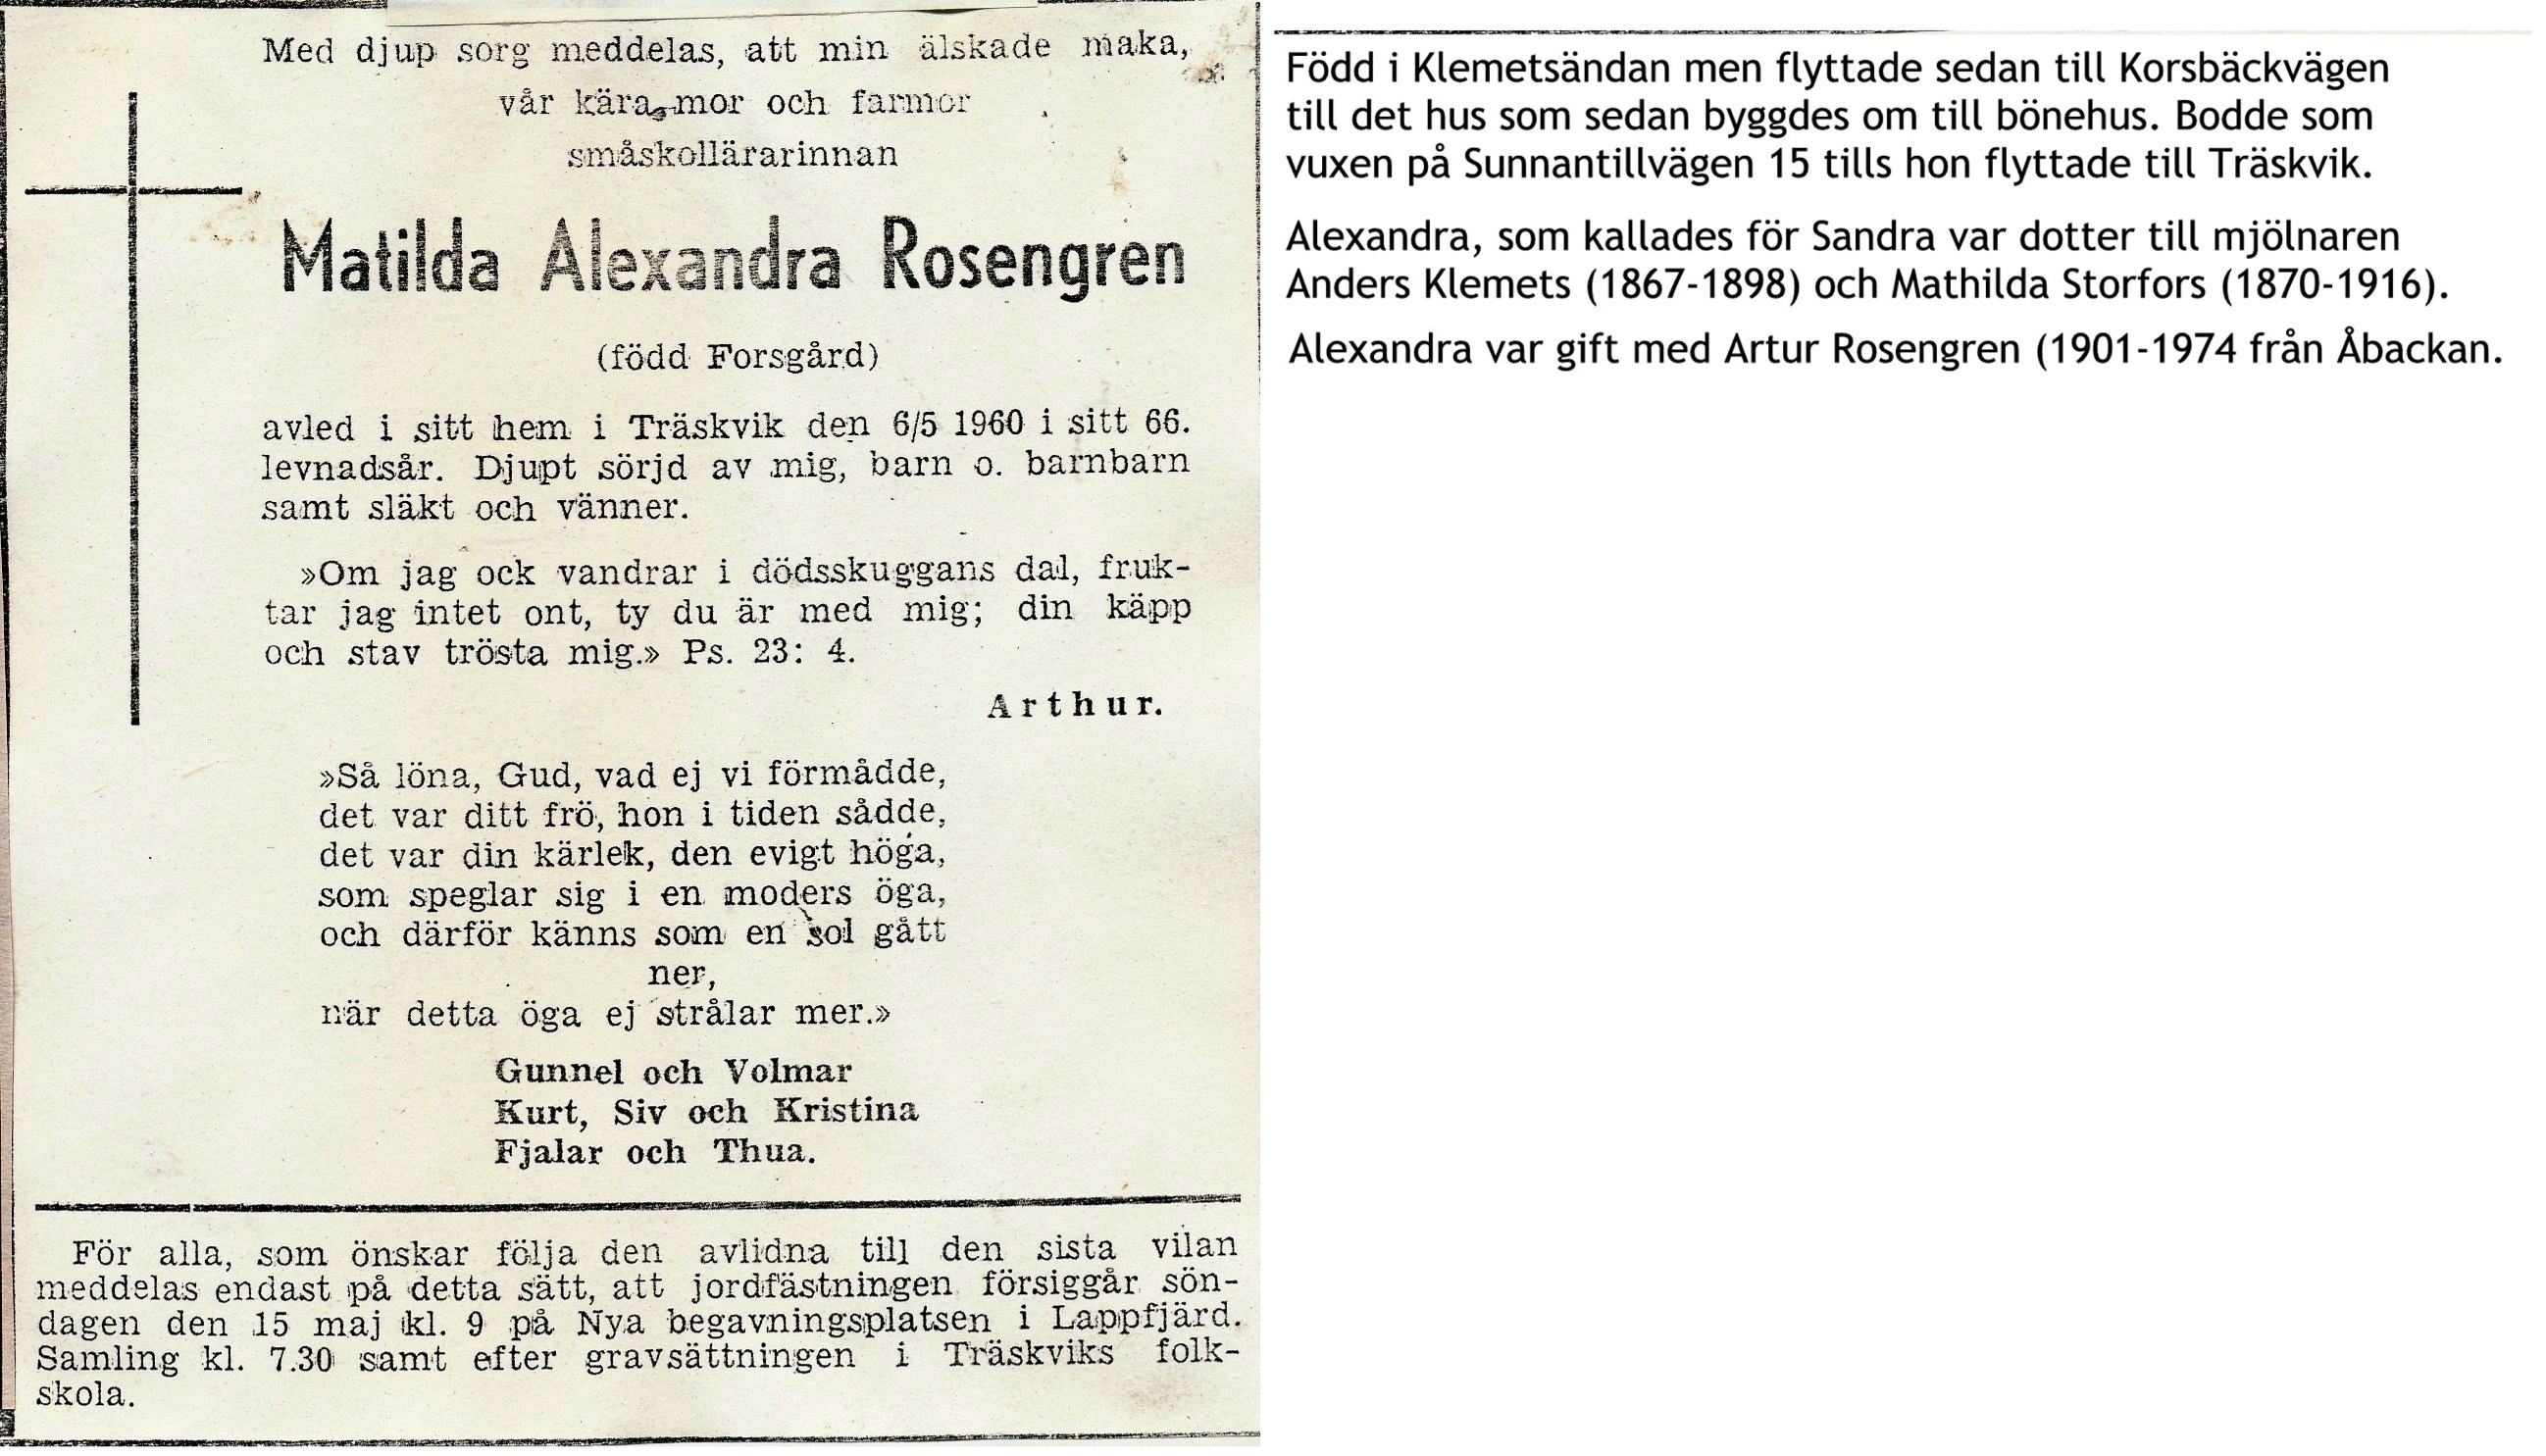 Med djup sorg meddelas, att min älskade maka,
vår kära mor och farmor
småskollärarinnan
Matilda Alexandra Rosengren
(född Forsgård)
avled i sitt hem i Träskvik den 6/5 1960 i sitt 66.
levnadsår. Djupt sörjd av mig, barn o. barnbarn
samt släkt och vänner.
»Om jag ock vandrar i dödsskuggans dal, fruk-
tar jag intet ont, ty du är med mig; din käpp
och stav trösta mig.» Ps. 23: 4.
Arthur.
»Så löna, Gud, vad ej vi förmådde,
det var ditt frö, hon i tiden sådde,
det var din kärlek, den evigt höga,
som speglar sig i en moders öga,
och därför känns som en sol gått
ner,
när detta öga ej strålar mer.»
Gunnel och Volmar
Kurt, Siv och Kristina
Fjalar och Thua.
För alla, som önskar följa den avlidna till den sista vilan
meddelas endast på detta sätt, att jordfästningen försiggår sön-
dagen den 15 maj kl. 9 på Nya begavningsplatsen i Lappfjärd.
Samling kl. 7.30 samt efter gravsättningen i Träskviks folk-
skola.
Född i Klemetsändan men flyttade sedan till Korsbäckvägen
till det hus som sedan byggdes om till bönehus. Bodde som
vuxen på Sunnantillvägen 15 tills hon flyttade till Träskvik.
Alexandra, som kallades för Sandra var dotter till mjölnaren
Anders Klemets (1867-1898) och Mathilda Storfors (1870-1916).
Alexandra var gift med Artur Rosengren (1901-1974 från Åbackan.